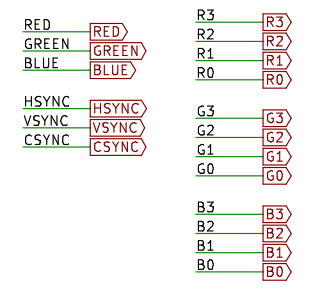 RED RED
GREEN GREEN
BLUE BLUE
HSYNC HSYNC
VSYNC VSYNC
CSYNC CSYNC
R3 R3
R2 R2
R1 R1
R0 R0
G3 G3
G2 G2
G1 G1
G0 G0
B3 B3
B2 B2
B1 B1
B0 B0